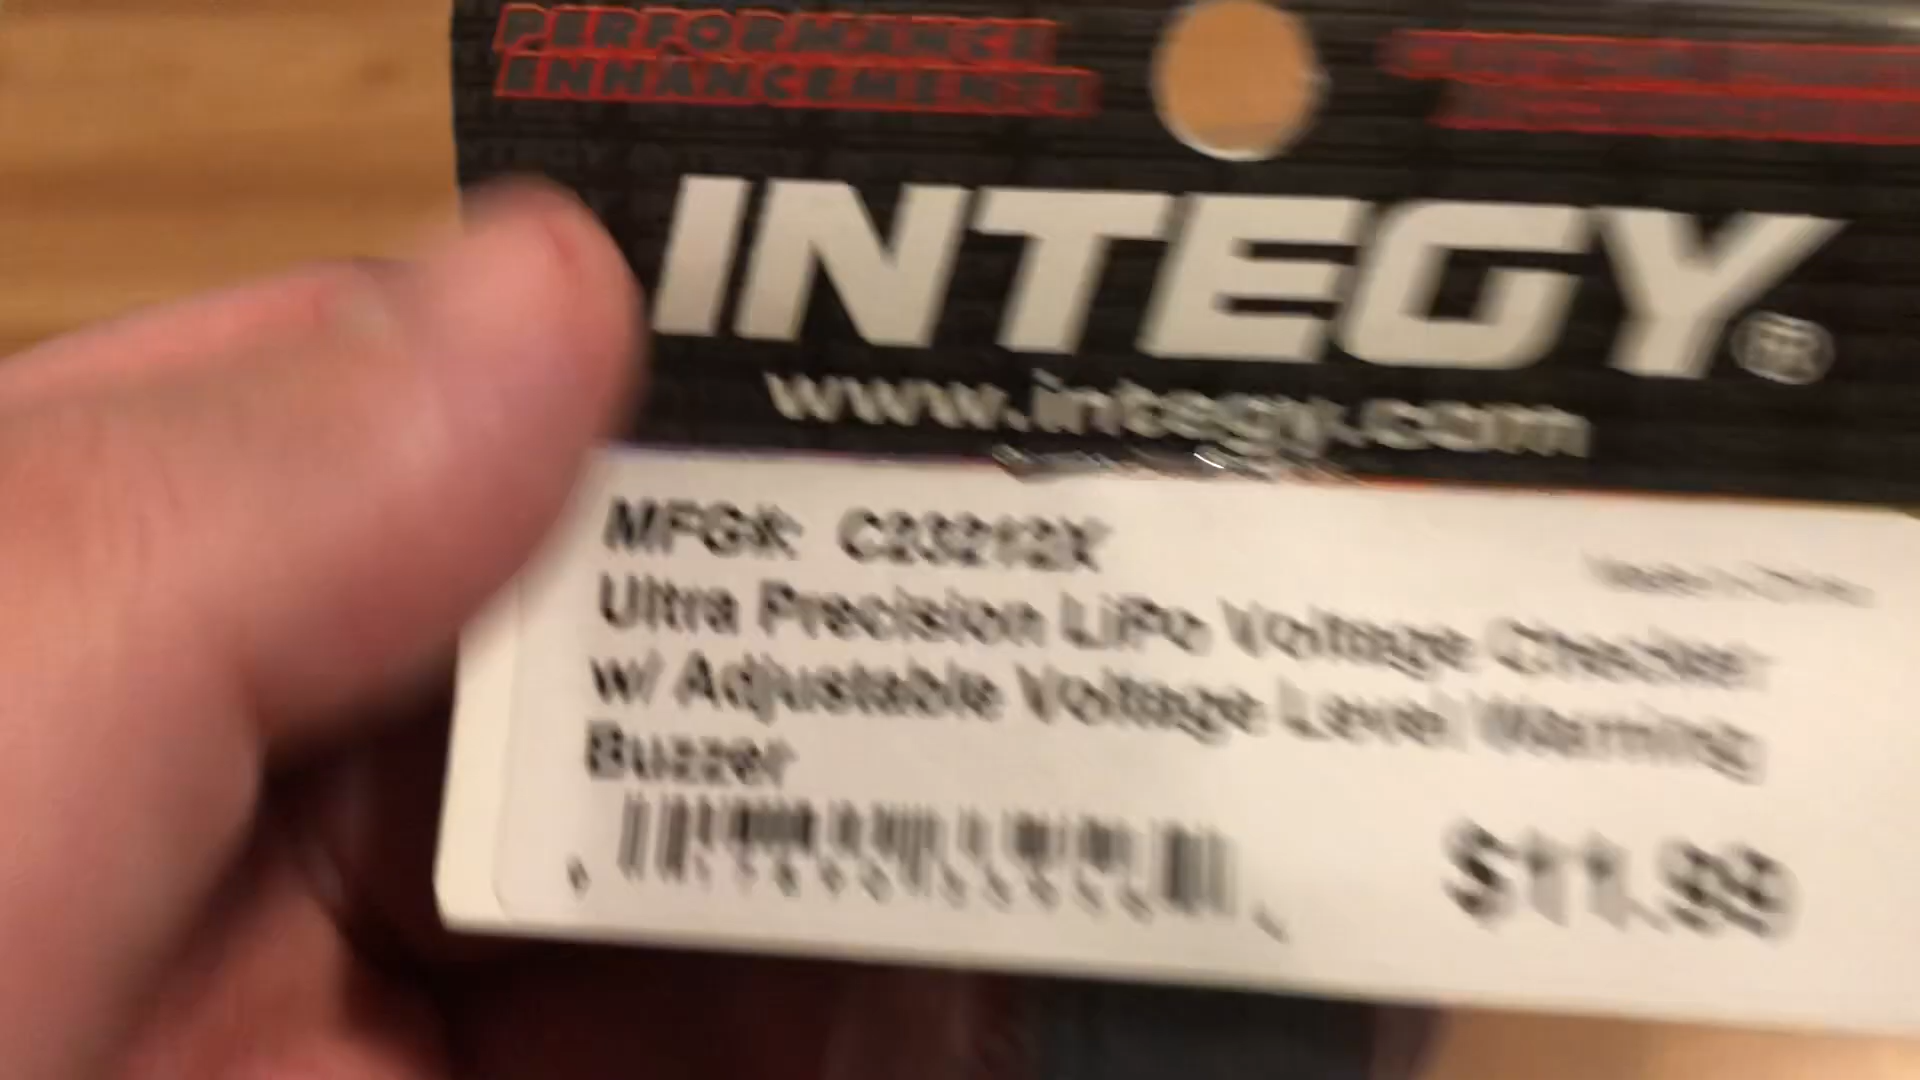 PERFORMANCE
ENHANCEMENTS
INTEGY®
www.integy.com
MFG#: C23212X
Ultra Precision LiPo Voltage Checker
w/ Adjustable Voltage Level Warning
Buzzer
$11.99